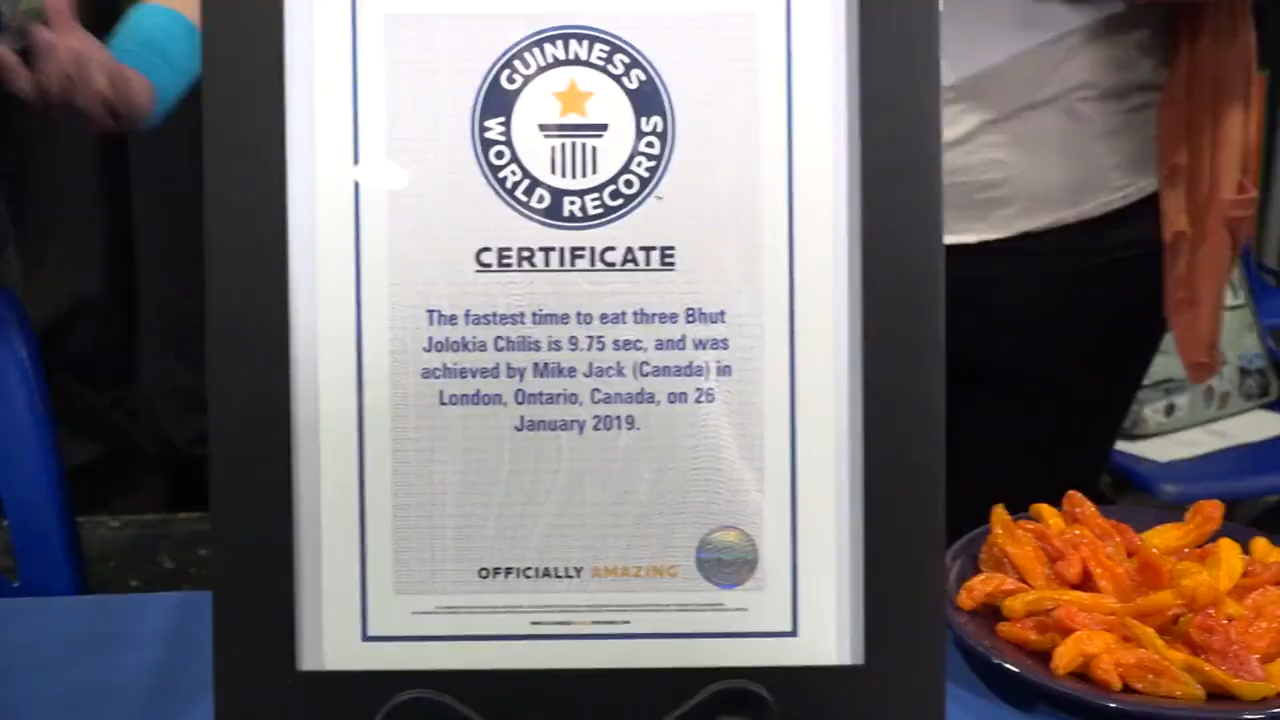 GUINNESS
WORLD RECORDS
CERTIFICATE
The fastest time to eat three Bhut
Jolokia Chilis is 9.75 sec, and was
achieved by Mike Jack (Canada) in
London, Ontario, Canada, on 26
January 2019.
OFFICIALLY AMAZING